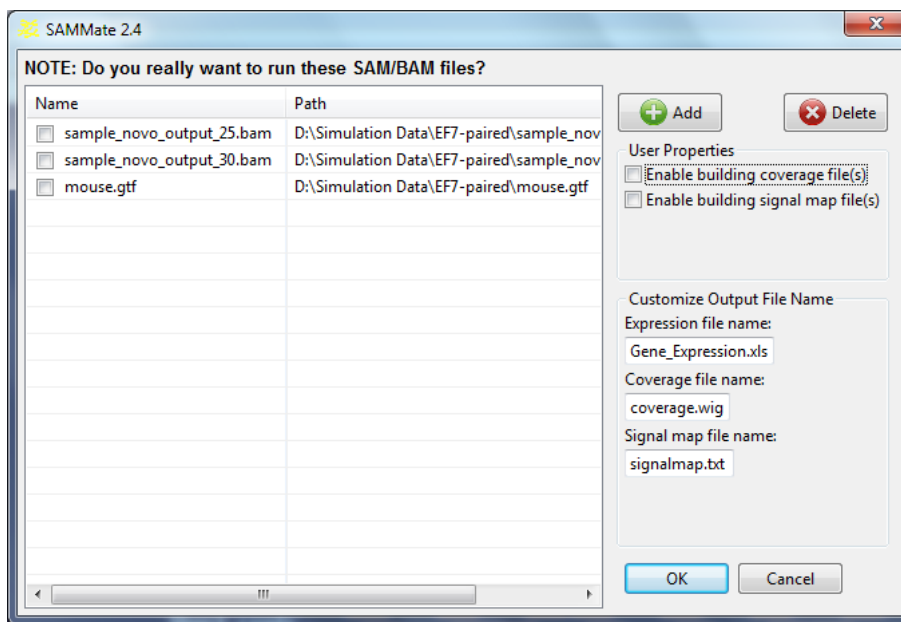 SAMMate 2.4
NOTE: Do you really want to run these SAM/BAM files?
Name Path
sample_novo_output_25.bam D:\Simulation Data\EF7-paired\sample_nov
sample_novo_output_30.bam D:\Simulation Data\EF7-paired\sample_nov
mouse.gtf D:\Simulation Data\EF7-paired\mouse.gtf
Add Delete
User Properties
Enable building coverage file(s)
Enable building signal map file(s)
Customize Output File Name
Expression file name:
Gene_Expression.xls
Coverage file name:
coverage.wig
Signal map file name:
signalmap.txt
OK Cancel